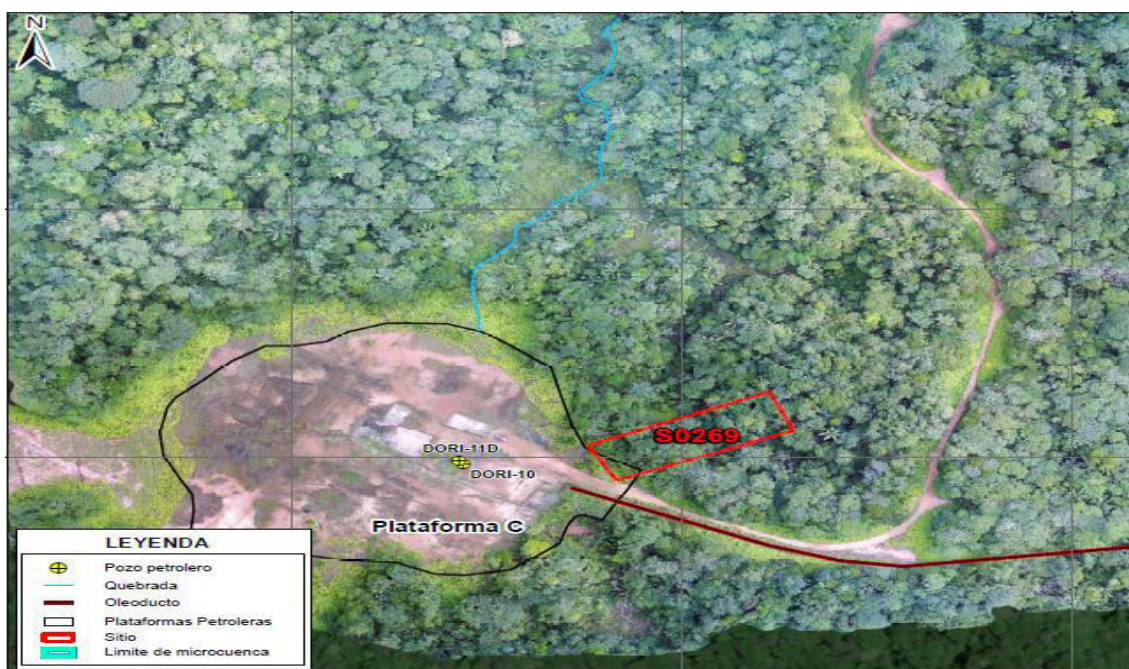 N
S0269
DORI-11D
DORI-10
Plataforma C
LEYENDA
Pozo petrolero
Quebrada
Oleoducto
Plataformas Petroleras
Sitio
Limite de microcuenca